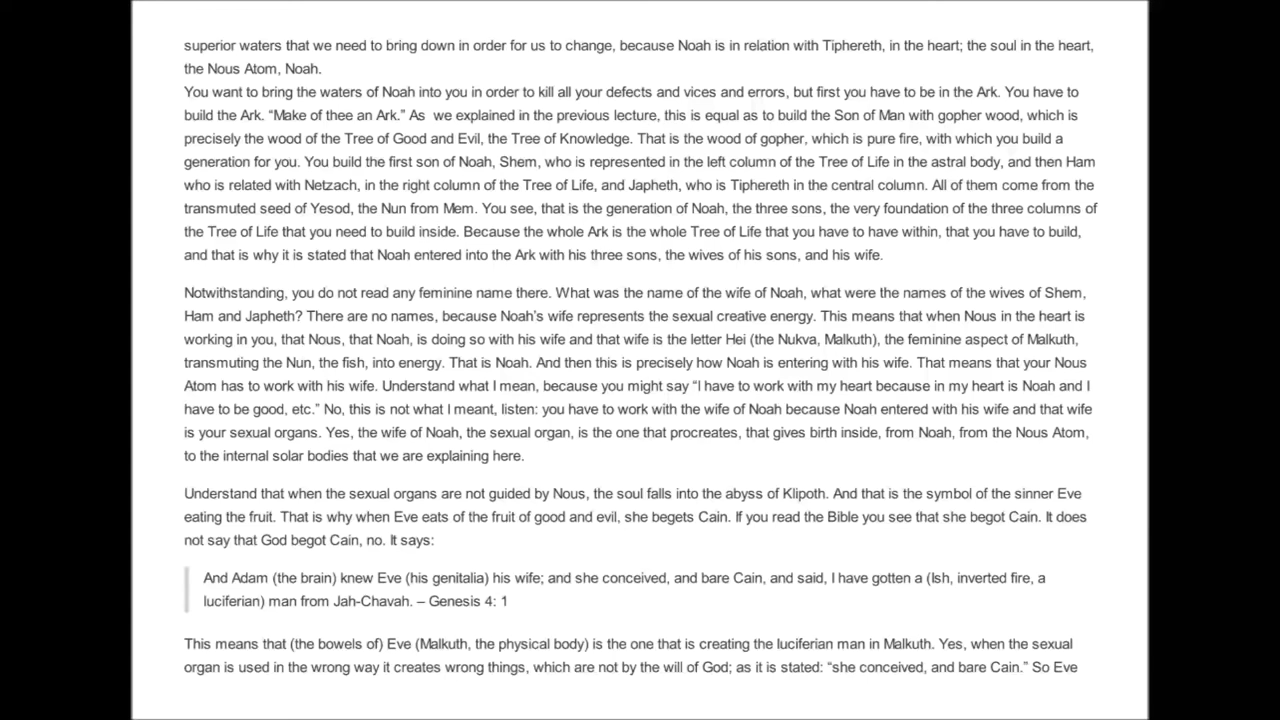 superior waters that we need to bring down in order for us to change, because Noah is in relation with Tiphereth, in the heart; the soul in the heart,
the Nous Atom, Noah.
You want to bring the waters of Noah into you in order to kill all your defects and vices and errors, but first you have to be in the Ark. You have to
build the Ark. “Make of thee an Ark.” As  we explained in the previous lecture, this is equal as to build the Son of Man with gopher wood, which is
precisely the wood of the Tree of Good and Evil, the Tree of Knowledge. That is the wood of gopher, which is pure fire, with which you build a
generation for you. You build the first son of Noah, Shem, who is represented in the left column of the Tree of Life in the astral body, and then Ham
who is related with Netzach, in the right column of the Tree of Life, and Japheth, who is Tiphereth in the central column. All of them come from the
transmuted seed of Yesod, the Nun from Mem. You see, that is the generation of Noah, the three sons, the very foundation of the three columns of
the Tree of Life that you need to build inside. Because the whole Ark is the whole Tree of Life that you have to have within, that you have to build,
and that is why it is stated that Noah entered into the Ark with his three sons, the wives of his sons, and his wife.
Notwithstanding, you do not read any feminine name there. What was the name of the wife of Noah, what were the names of the wives of Shem,
Ham and Japheth? There are no names, because Noah’s wife represents the sexual creative energy. This means that when Nous in the heart is
working in you, that Nous, that Noah, is doing so with his wife and that wife is the letter Hei (the Nukva, Malkuth), the feminine aspect of Malkuth,
transmuting the Nun, the fish, into energy. That is Noah. And then this is precisely how Noah is entering with his wife. That means that your Nous
Atom has to work with his wife. Understand what I mean, because you might say “I have to work with my heart because in my heart is Noah and I
have to be good, etc.” No, this is not what I meant, listen: you have to work with the wife of Noah because Noah entered with his wife and that wife
is your sexual organs. Yes, the wife of Noah, the sexual organ, is the one that procreates, that gives birth inside, from Noah, from the Nous Atom,
to the internal solar bodies that we are explaining here.
Understand that when the sexual organs are not guided by Nous, the soul falls into the abyss of Klipoth. And that is the symbol of the sinner Eve
eating the fruit. That is why when Eve eats of the fruit of good and evil, she begets Cain. If you read the Bible you see that she begot Cain. It does
not say that God begot Cain, no. It says:
And Adam (the brain) knew Eve (his genitalia) his wife; and she conceived, and bare Cain, and said, I have gotten a (Ish, inverted fire, a
luciferian) man from Jah-Chavah. – Genesis 4: 1
This means that (the bowels of) Eve (Malkuth, the physical body) is the one that is creating the luciferian man in Malkuth. Yes, when the sexual
organ is used in the wrong way it creates wrong things, which are not by the will of God; as it is stated: “she conceived, and bare Cain.” So Eve